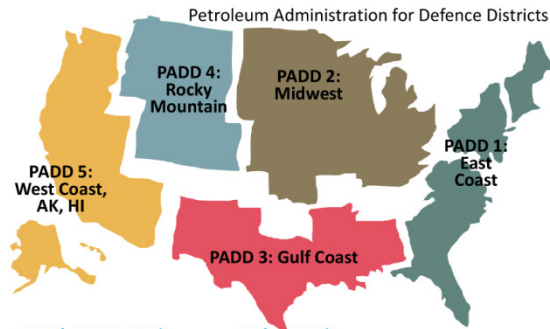 Petroleum Administration for Defence Districts
PADD 4:
Rocky
Mountain
PADD 2:
Midwest
PADD 1:
East
Coast
PADD 5:
West Coast,
AK, HI
PADD 3: Gulf Coast